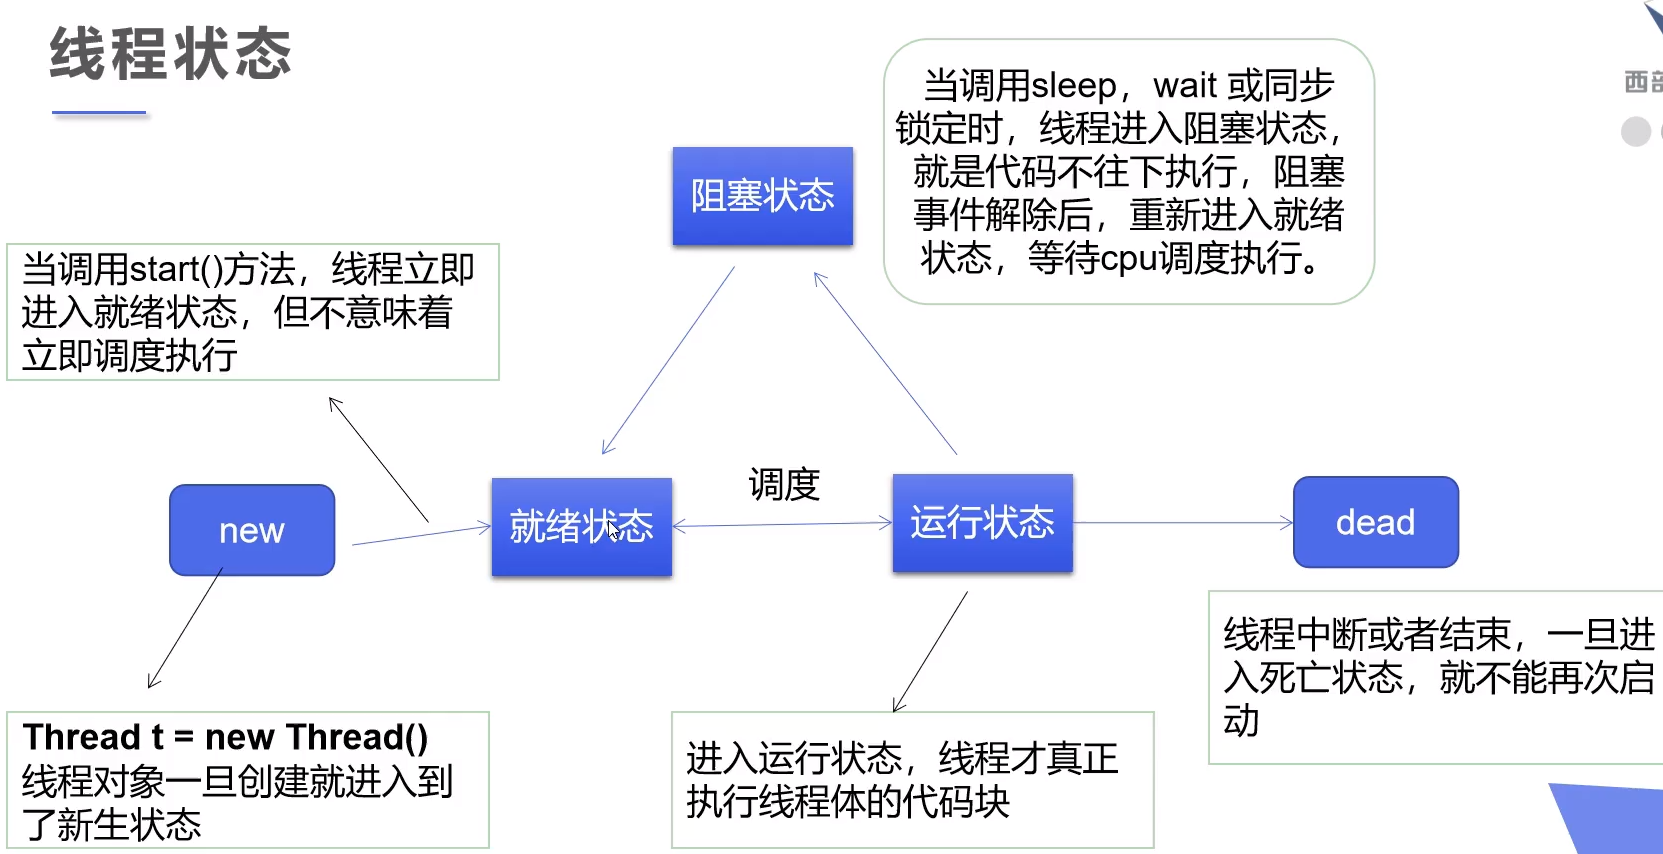 线程状态
当调用sleep，wait 或同步
锁定时，线程进入阻塞状态，
就是代码不往下执行，阻塞
事件解除后，重新进入就绪
状态，等待cpu调度执行。
西部
阻塞状态
当调用start()方法，线程立即
进入就绪状态，但不意味着
立即调度执行
调度
new
就绪状态
运行状态
dead
线程中断或者结束，一旦进
入死亡状态，就不能再次启
动
Thread t = new Thread()
线程对象一旦创建就进入到
了新生状态
进入运行状态，线程才真正
执行线程体的代码块